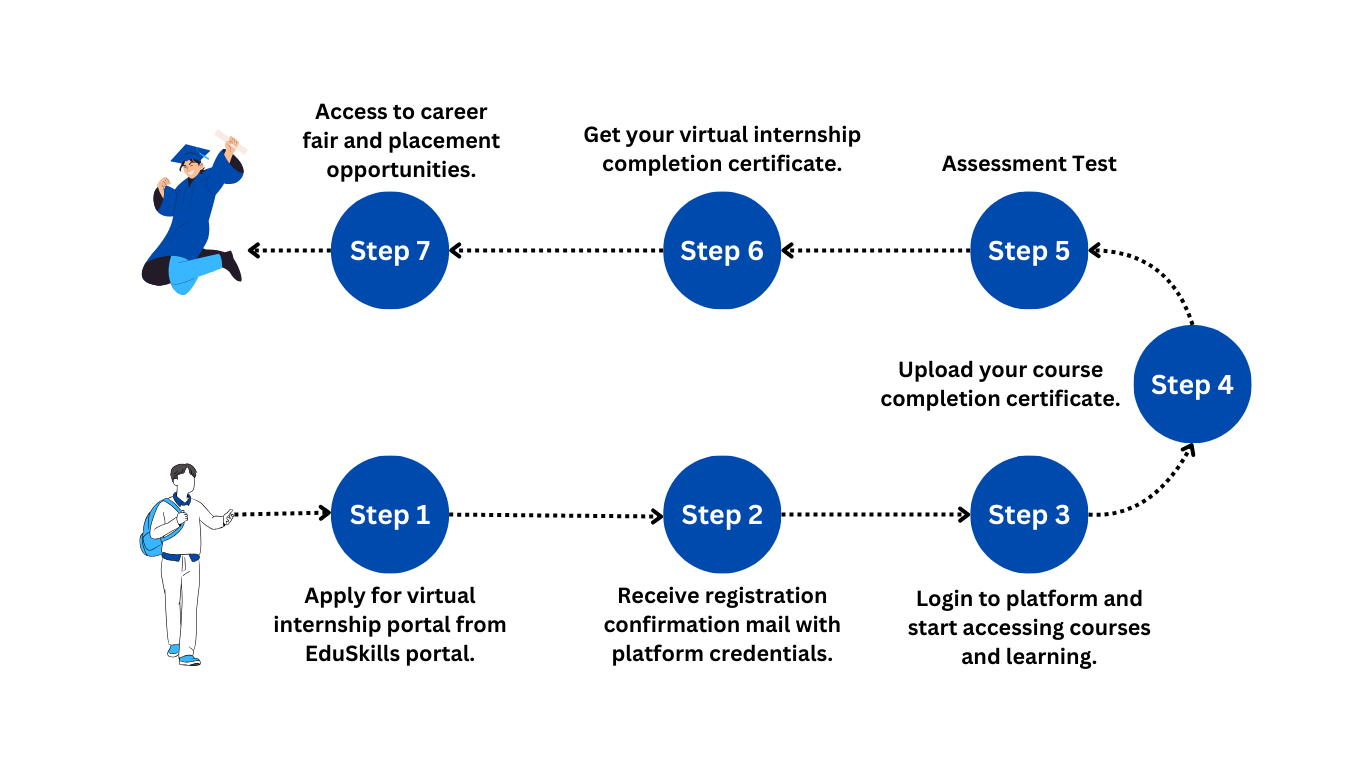 Access to career
fair and placement
opportunities.
Get your virtual internship
completion certificate.
Assessment Test
Step 7
Step 6
Step 5
Upload your course
completion certificate.
Step 4
Step 1
Step 2
Step 3
Apply for virtual
internship portal from
EduSkills portal.
Receive registration
confirmation mail with
platform credentials.
Login to platform and
start accessing courses
and learning.